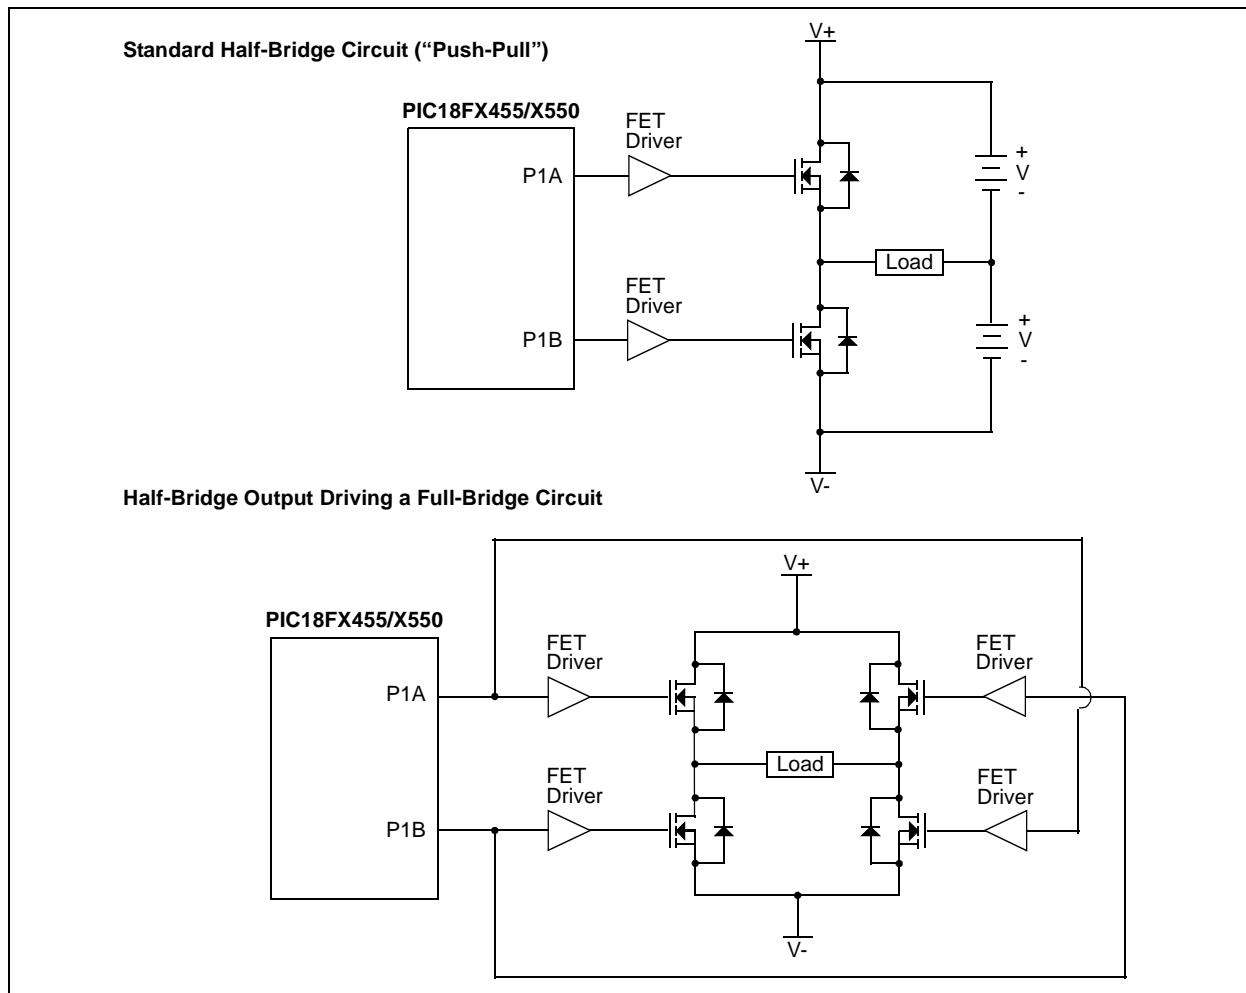 Standard Half-Bridge Circuit (“Push-Pull”)
V+
PIC18FX455/X550
FET
Driver
P1A
+
V
-
Load
FET
Driver
P1B
+
V
-
V-
Half-Bridge Output Driving a Full-Bridge Circuit
V+
PIC18FX455/X550
FET
Driver
FET
Driver
P1A
Load
FET
Driver
FET
Driver
P1B
V-